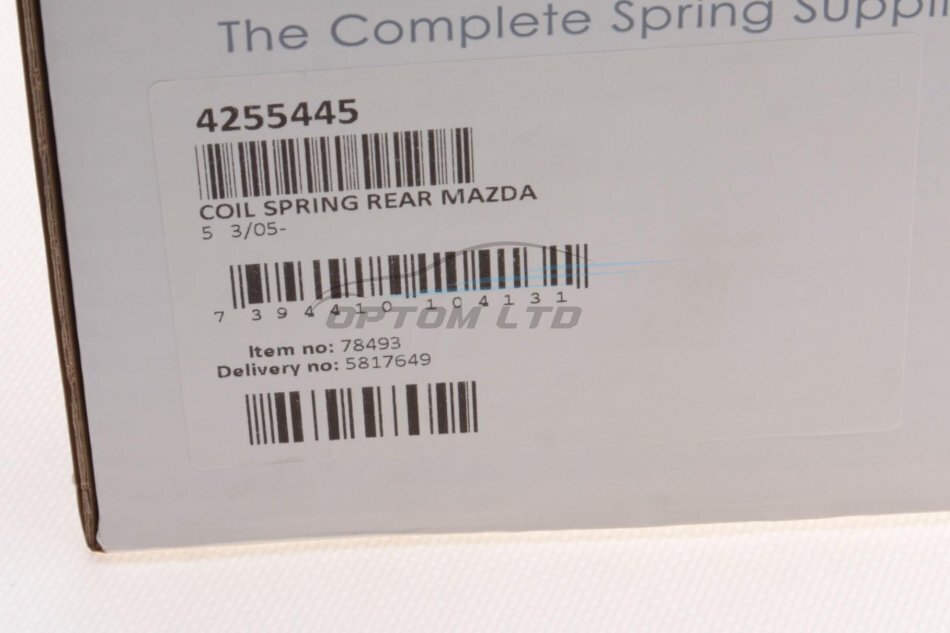 The Complete Spring Suppli
4255445
COIL SPRING REAR MAZDA
5 3/05-
7 394410 104131
OPTOM LTD
Item no: 78493
Delivery no: 5817649